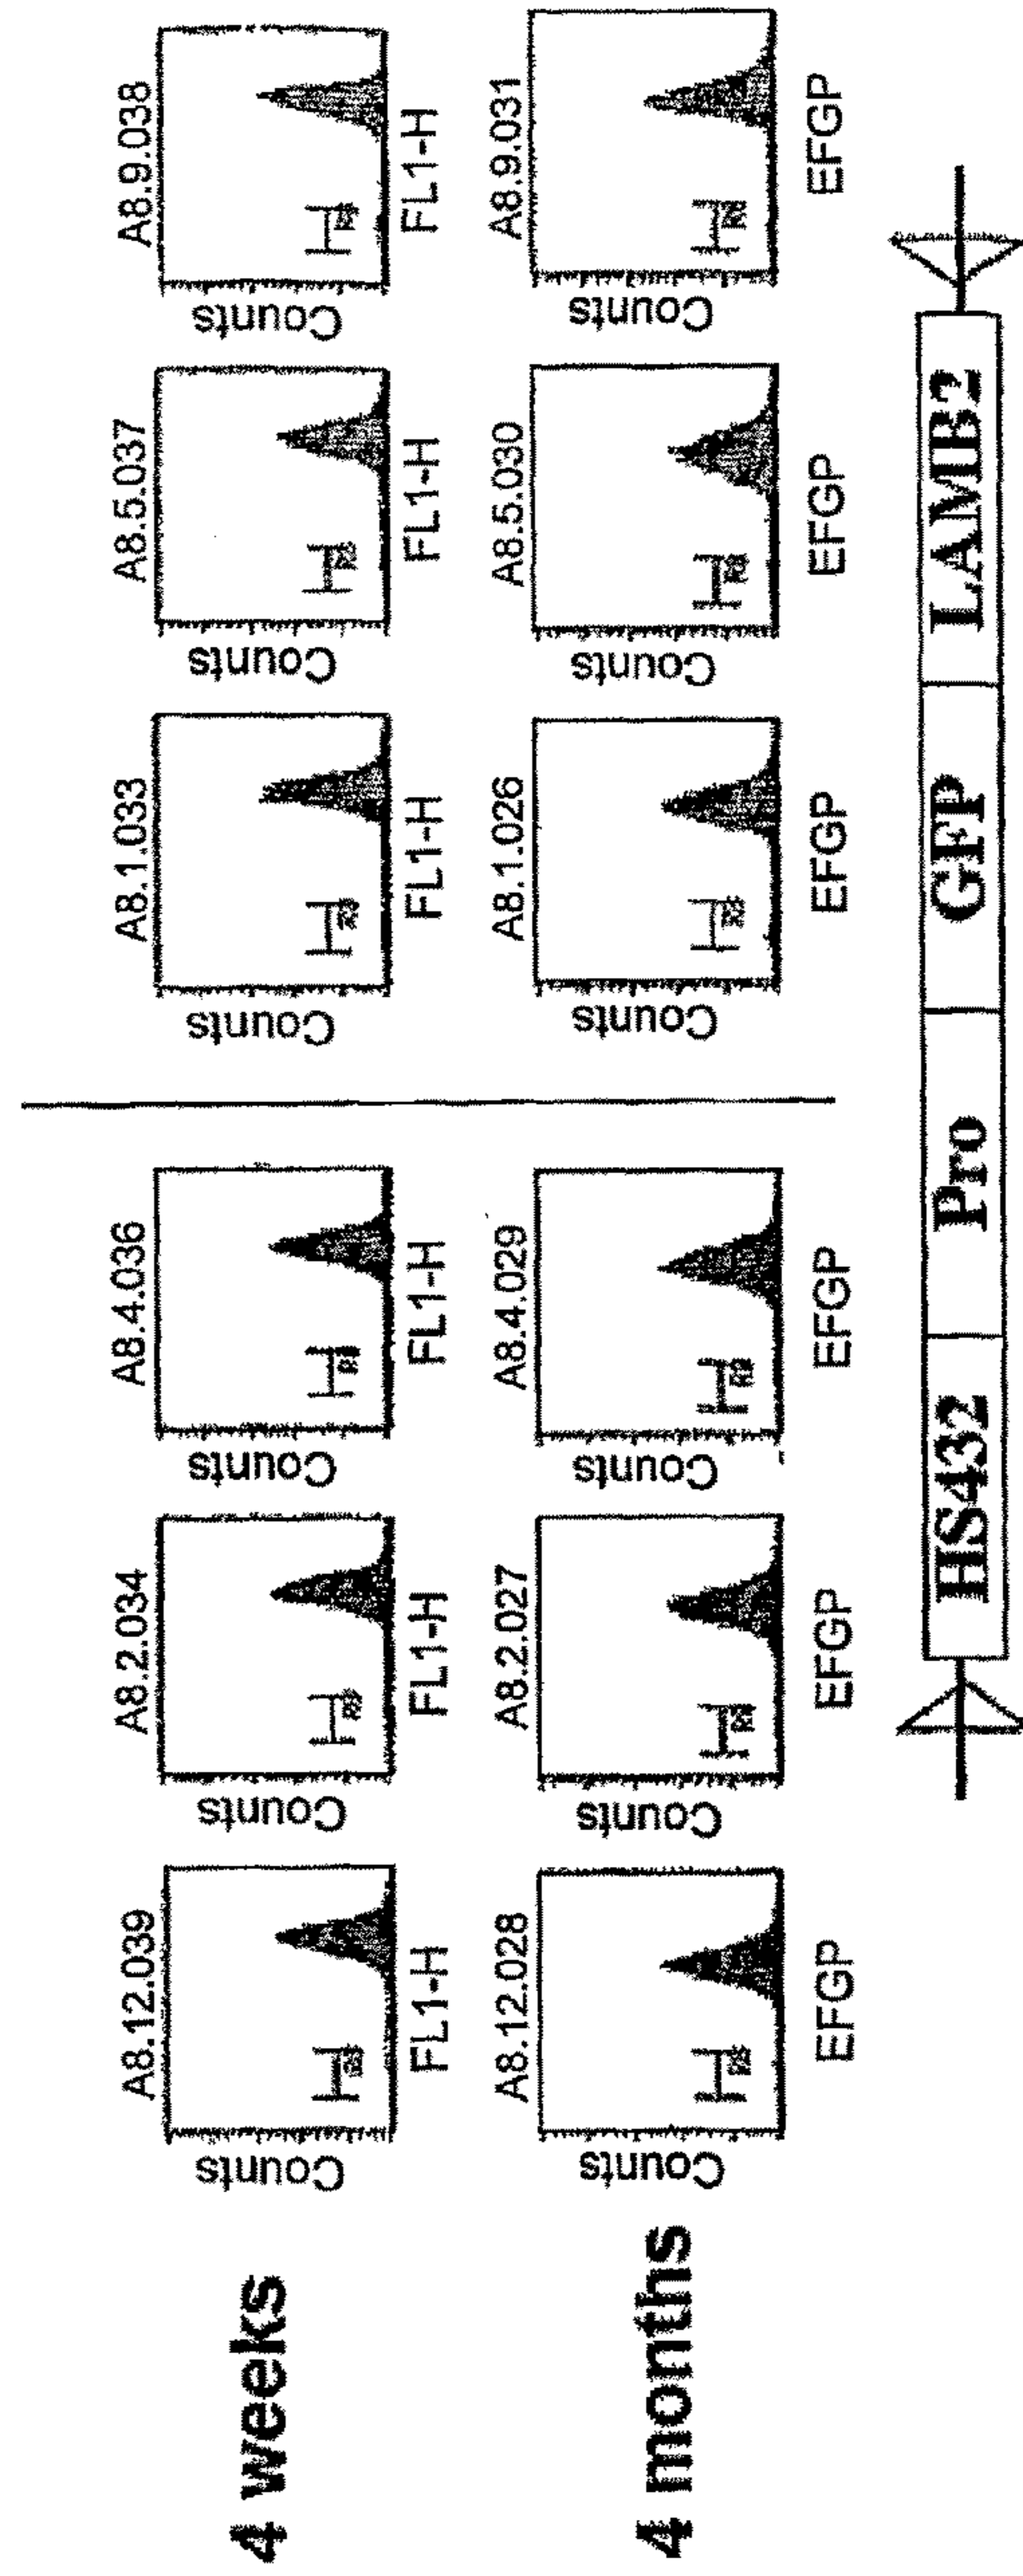 4 weeks
A8.12.039
Counts
FL1-H
A8.2.034
Counts
FL1-H
A8.4.036
Counts
FL1-H
A8.1.033
Counts
FL1-H
A8.5.037
Counts
FL1-H
A8.9.038
Counts
FL1-H
4 months
A8.12.028
Counts
EFGP
A8.2.027
Counts
EFGP
A8.4.029
Counts
EFGP
A8.1.026
Counts
EFGP
A8.5.030
Counts
EFGP
A8.9.031
Counts
EFGP
HS432 Pro GFP LAMB2